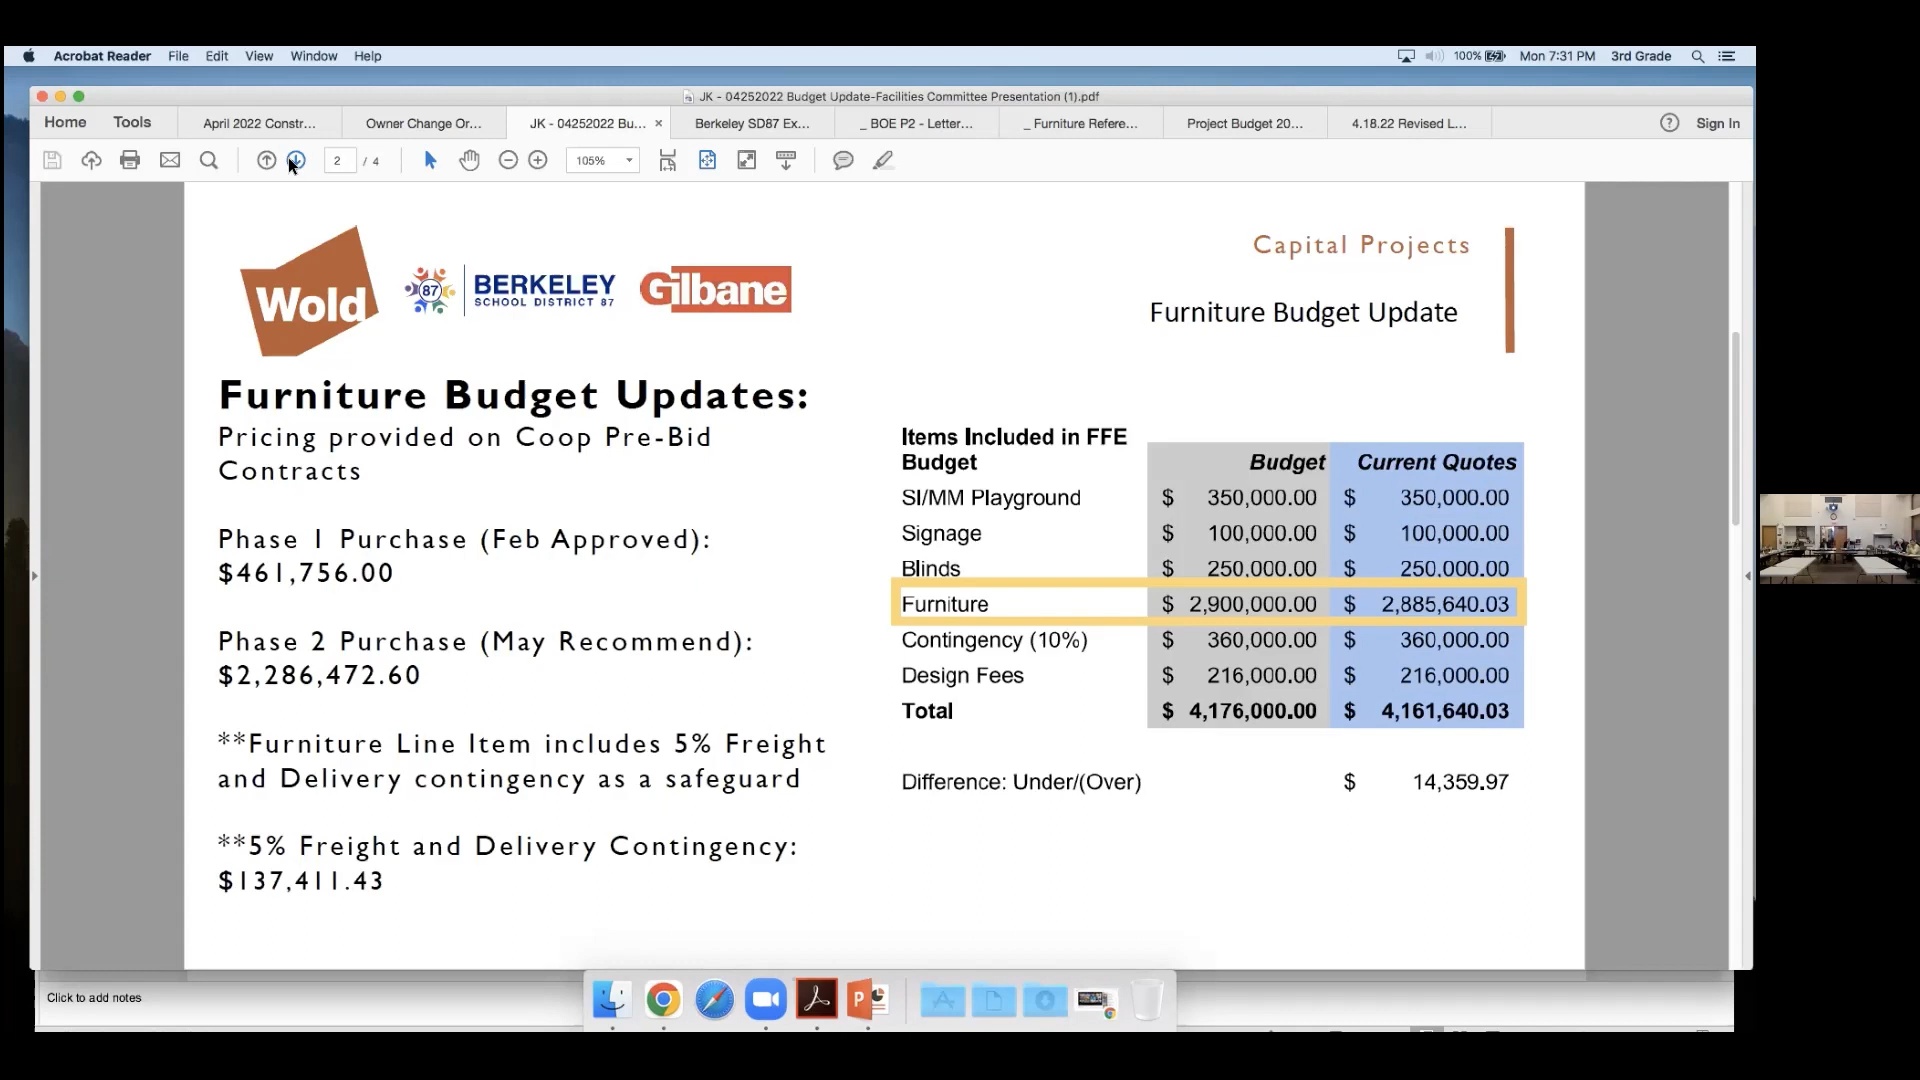 Acrobat Reader File Edit View Window Help 100% Mon 7:31 PM 3rd Grade
JK - 04252022 Budget Update-Facilities Committee Presentation (1).pdf
Home Tools April 2022 Constr... Owner Change Or... JK - 04252022 Bu... × Berkeley SD87 Ex... _ BOE P2 - Letter... _ Furniture Refere... Project Budget 20... 4.18.22 Revised L... ? Sign In
2 / 4 105%
Wold
87 BERKELEY
SCHOOL DISTRICT 87
Gilbane
Capital Projects
Furniture Budget Update
Furniture Budget Updates:
Pricing provided on Coop Pre-Bid
Contracts
Phase 1 Purchase (Feb Approved):
$461,756.00
Phase 2 Purchase (May Recommend):
$2,286,472.60
**Furniture Line Item includes 5% Freight
and Delivery contingency as a safeguard
**5% Freight and Delivery Contingency:
$137,411.43
Items Included in FFE
Budget Budget Current Quotes
SI/MM Playground $ 350,000.00 $ 350,000.00
Signage $ 100,000.00 $ 100,000.00
Blinds $ 250,000.00 $ 250,000.00
Furniture $ 2,900,000.00 $ 2,885,640.03
Contingency (10%) $ 360,000.00 $ 360,000.00
Design Fees $ 216,000.00 $ 216,000.00
Total $ 4,176,000.00 $ 4,161,640.03
Difference: Under/(Over) $ 14,359.97
Click to add notes
P